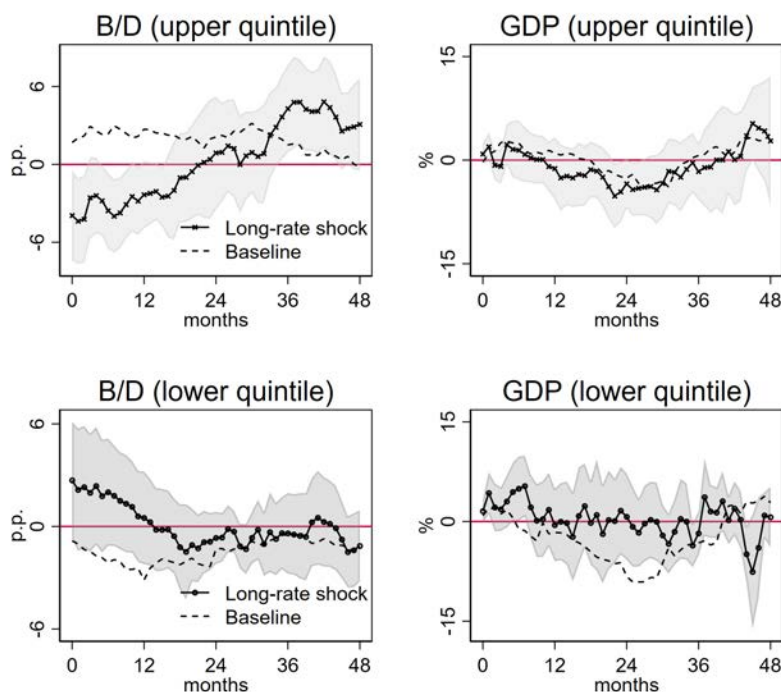 B/D (upper quintile)
p.p.
6
0
-6
Long-rate shock
Baseline
0 12 24 36 48
months
GDP (upper quintile)
%
15
0
-15
0 12 24 36 48
months
B/D (lower quintile)
p.p.
6
0
-6
Long-rate shock
Baseline
0 12 24 36 48
months
GDP (lower quintile)
%
15
0
-15
0 12 24 36 48
months